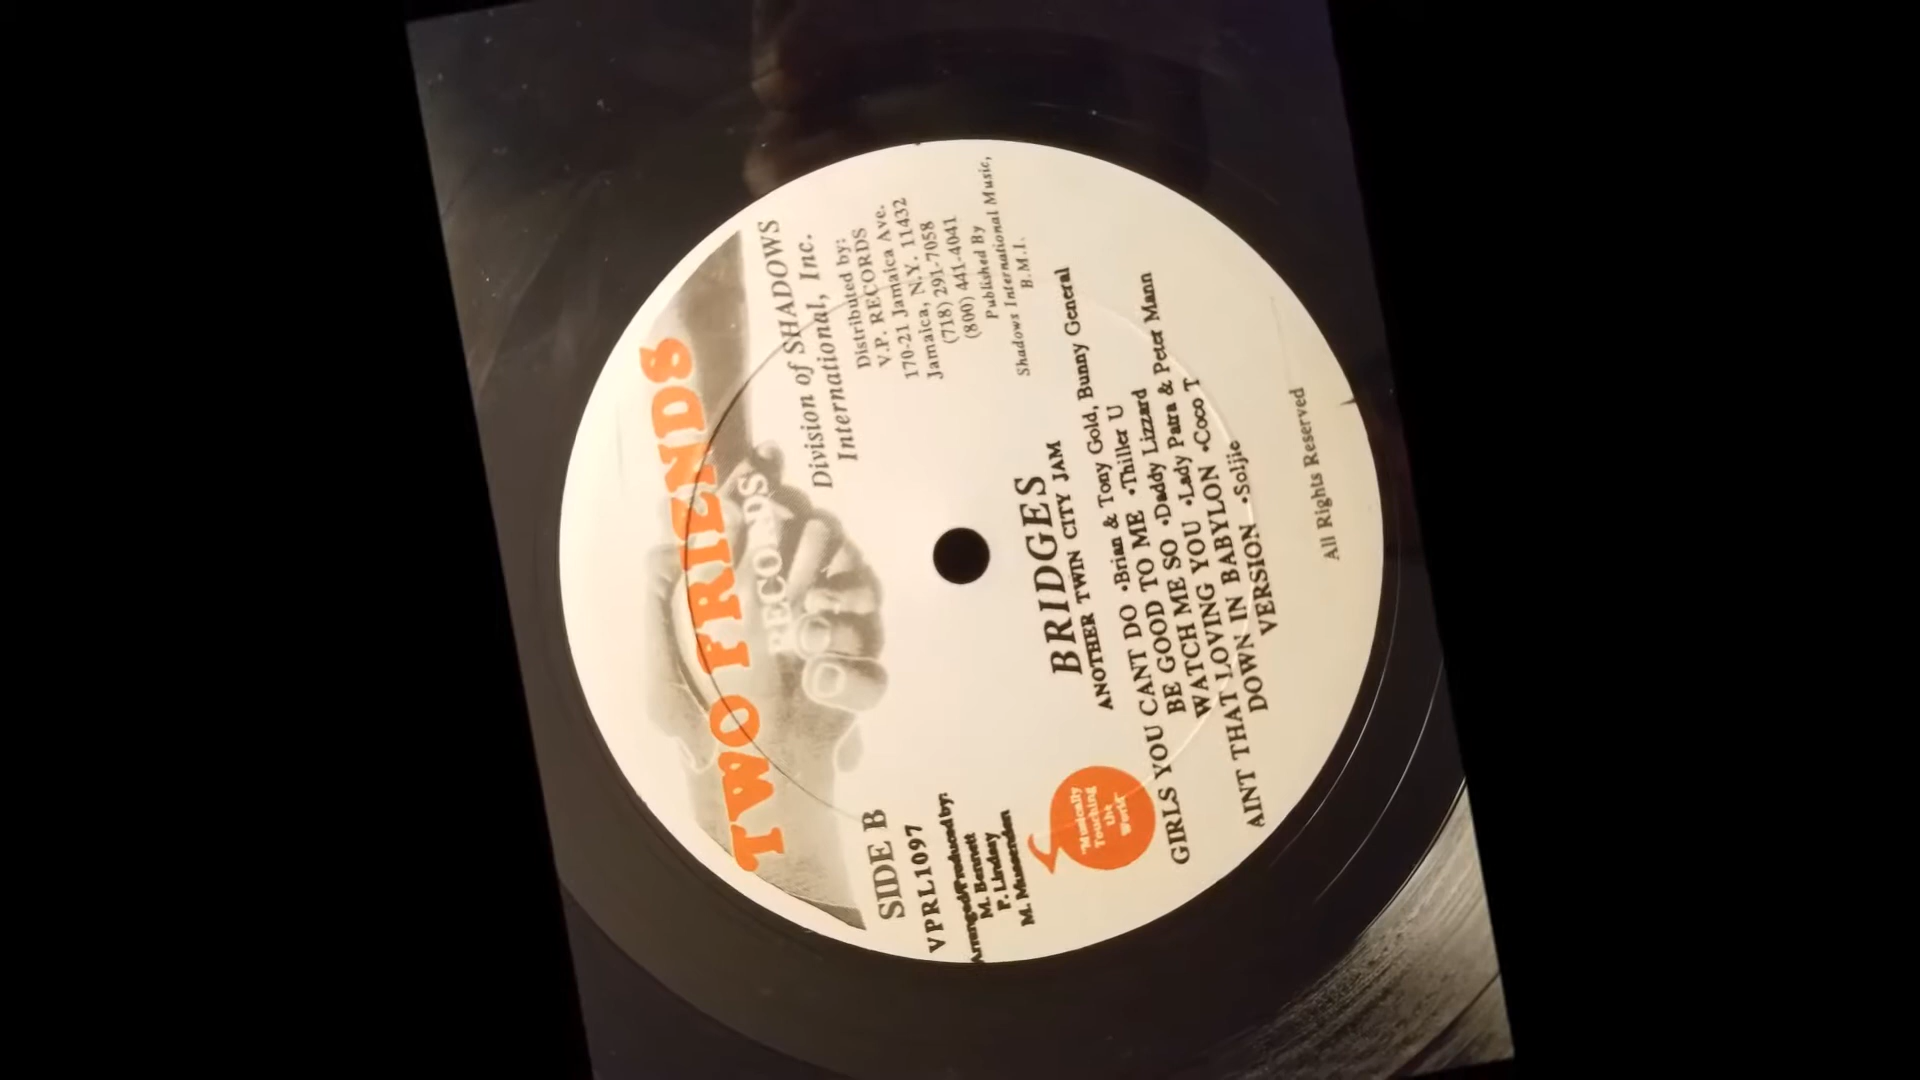 TWO FRIENDS
RECORDS
Division of SHADOWS
International, Inc.
Distributed by:
V.P. RECORDS
170-21 Jamaica Ave.
Jamaica, N.Y. 11432
(718) 291-7058
(800) 441-4041
Published By
Shadows International Music,
B.M.I.
SIDE B
VPRL1097
Arranged/Produced by:
M. Bennett
P. Lindsay
M. Mussenden
"Musically
Touching
the
World"
BRIDGES
ANOTHER TWIN CITY JAM
GIRLS YOU CANT DO •Brian & Tony Gold, Bunny General
BE GOOD TO ME •Thiller U
WATCH ME SO •Daddy Lizzard
WATCHING YOU •Lady Patra & Peter Mann
AINT THAT LOVING YOU •Coco T
DOWN IN BABYLON •Soljie
VERSION
All Rights Reserved